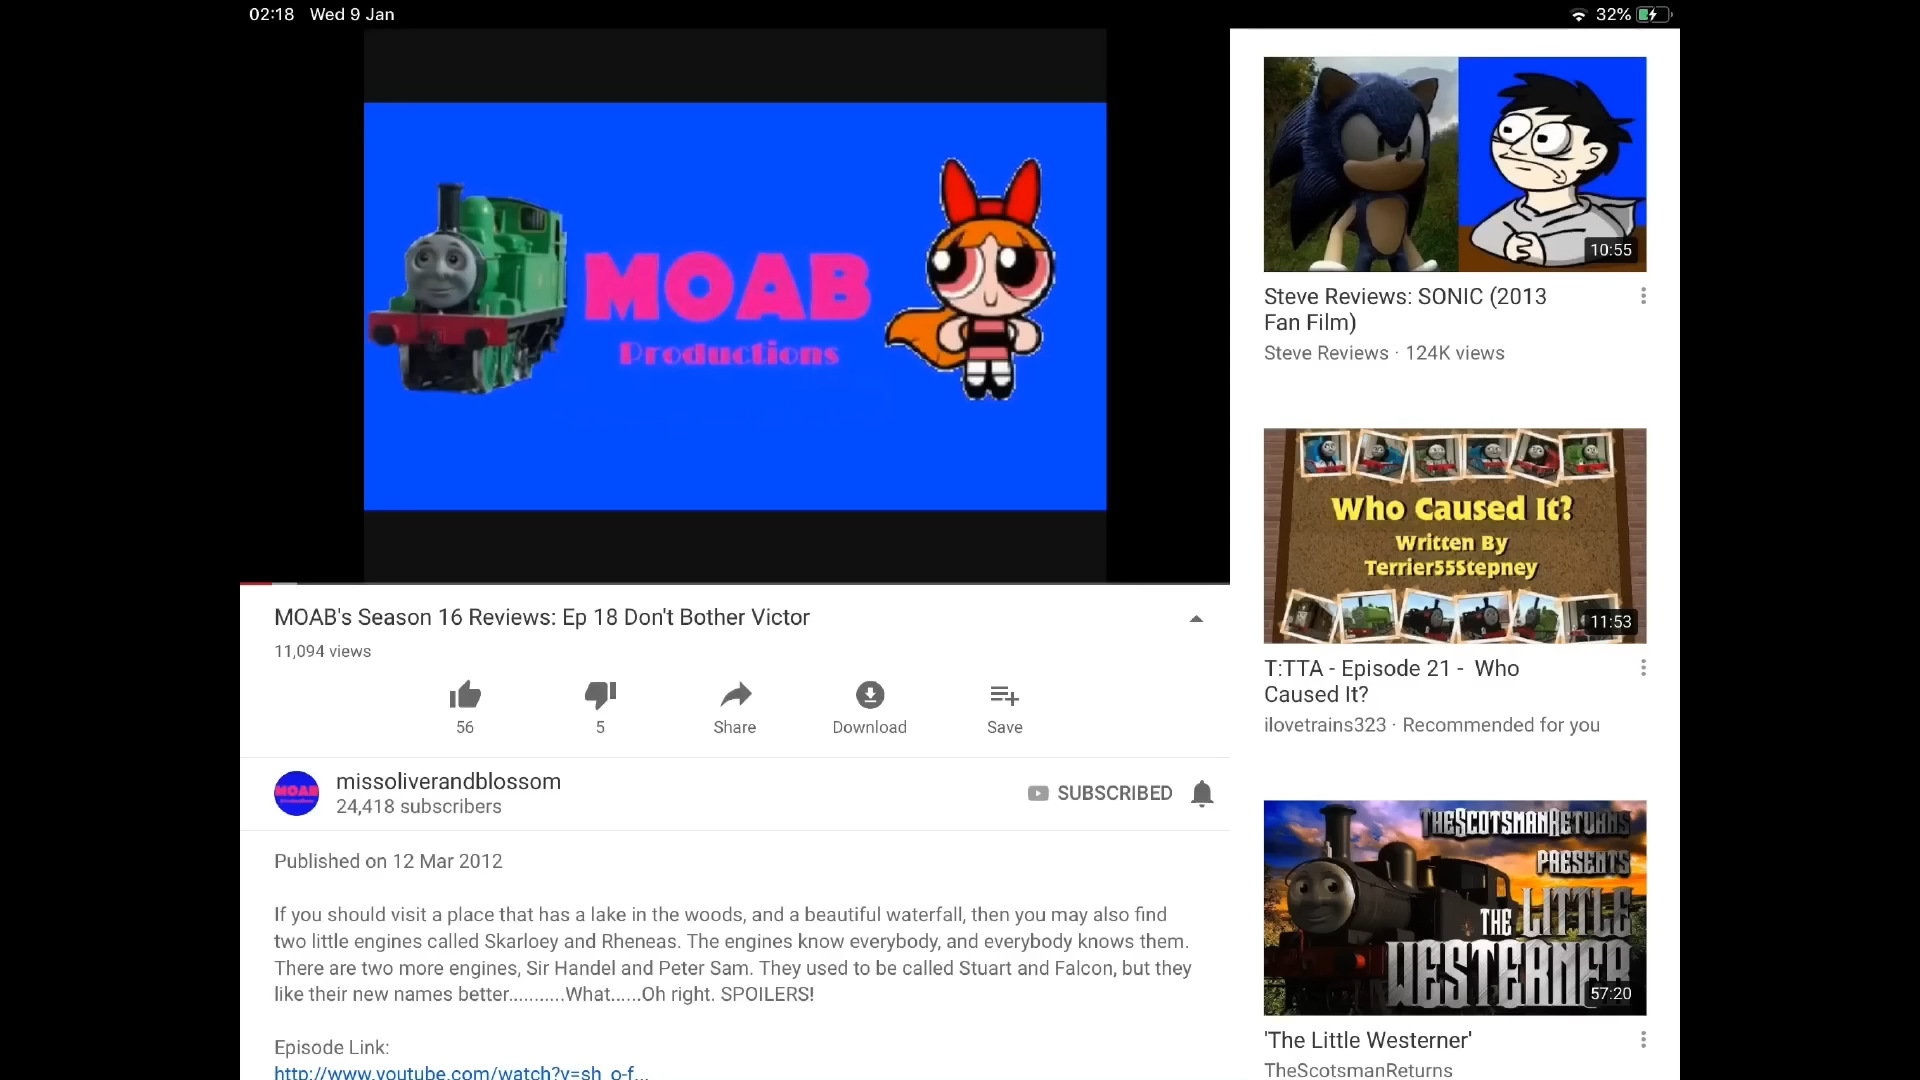 02:18 Wed 9 Jan
32%
MOAB
Productions
MOAB's Season 16 Reviews: Ep 18 Don't Bother Victor
11,094 views
56
5
Share
Download
Save
MOAB
missoliverandblossom
24,418 subscribers
SUBSCRIBED
Published on 12 Mar 2012
If you should visit a place that has a lake in the woods, and a beautiful waterfall, then you may also find
two little engines called Skarloey and Rheneas. The engines know everybody, and everybody knows them.
There are two more engines, Sir Handel and Peter Sam. They used to be called Stuart and Falcon, but they
like their new names better...........What......Oh right. SPOILERS!
Episode Link:
http://www.youtube.com/watch?v=sh_o-f...
10:55
Steve Reviews: SONIC (2013
Fan Film)
Steve Reviews · 124K views
Who Caused It?
Written By
Terrier55Stepney
11:53
T:TTA - Episode 21 - Who
Caused It?
ilovetrains323 · Recommended for you
THESCOTSMANRETURNS
PRESENTS
THE LITTLE
WESTERNER
57:20
'The Little Westerner'
TheScotsmanReturns